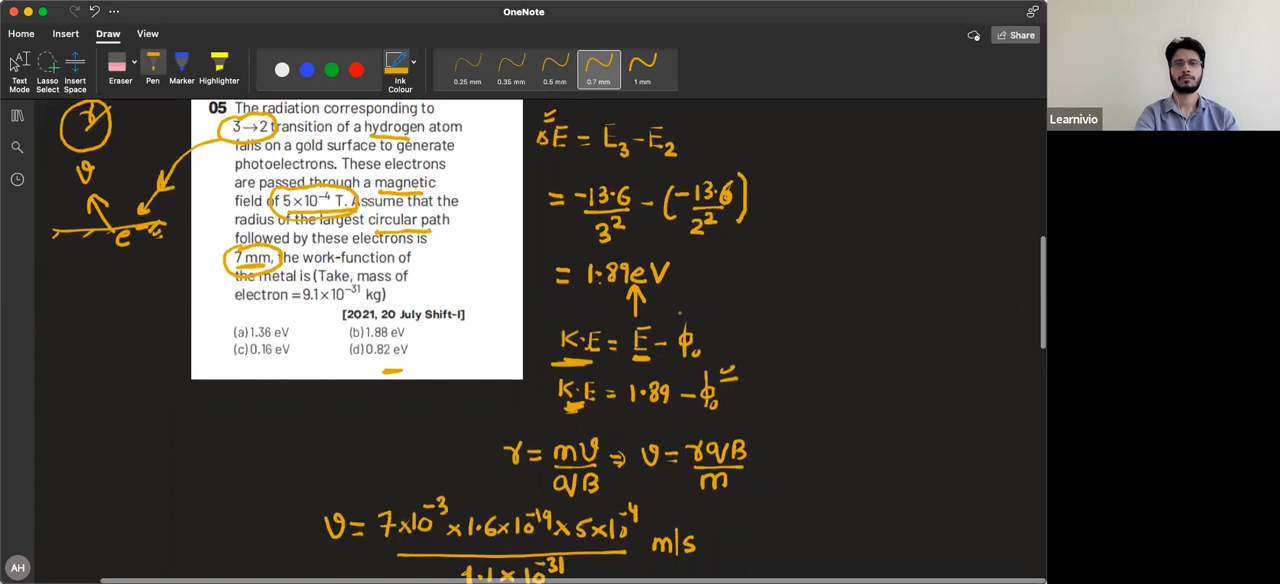 OneNote
Home Insert Draw View
Share
Text Mode
Lasso Select
Insert Space
Eraser
Pen
Marker
Highlighter
Ink Colour
0.25 mm
0.35 mm
0.5 mm
0.7 mm
1 mm
Learnivio
05 The radiation corresponding to
3→2 transition of a hydrogen atom
falls on a gold surface to generate
photoelectrons. These electrons
are passed through a magnetic
field of 5×10⁻⁴ T. Assume that the
radius of the largest circular path
followed by these electrons is
7 mm, the work-function of
the metal is (Take, mass of
electron = 9.1×10⁻³¹ kg)
[2021, 20 July Shift-I]
(a) 1.36 eV (b) 1.88 eV
(c) 0.16 eV (d) 0.82 eV
r
v
e
ΔE = E₃ − E₂
= −13.6/3² − (−13.6/2²)
= 1.89 eV
K.E = E − ϕ₀
K.E = 1.89 − ϕ₀
r = mv/qB ⇒ v = rqB/m
v = 7×10⁻³ × 1.6×10⁻¹⁹ × 5×10⁻⁴ m/s
9.1 × 10⁻³¹
AH